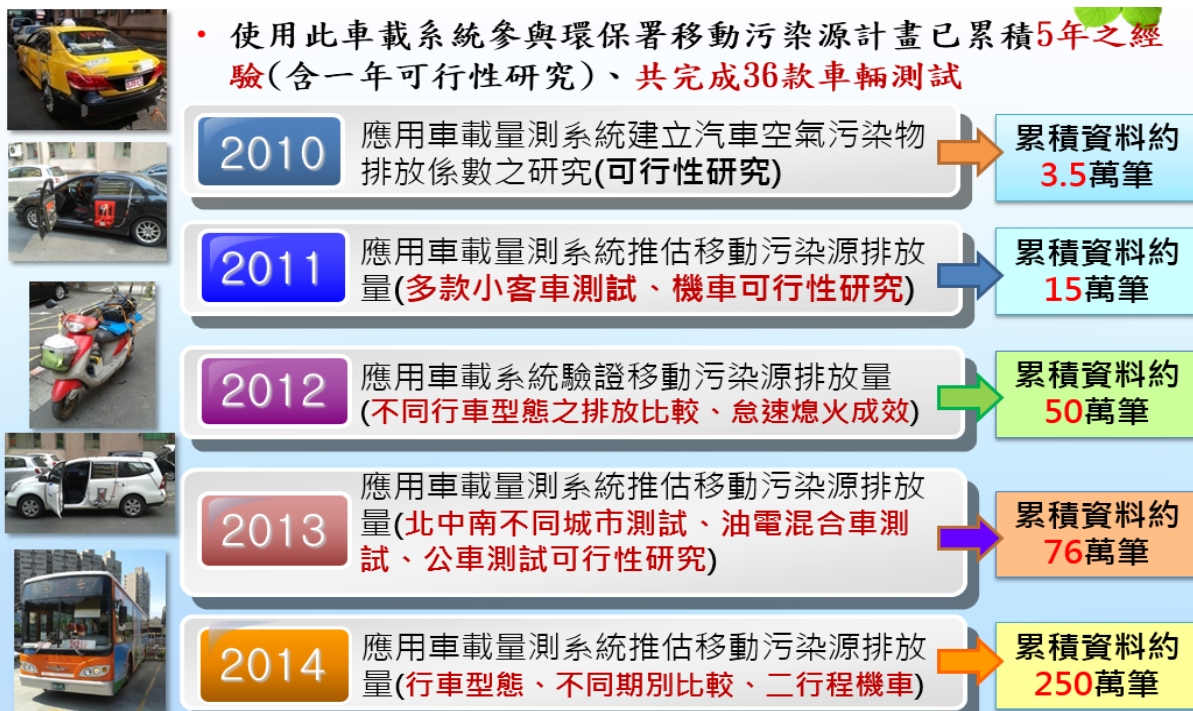 • 使用此車載系統參與環保署移動污染源計畫已累積5年之經
驗(含一年可行性研究)、共完成36款車輛測試
2010
應用車載量測系統建立汽車空氣污染物
排放係數之研究(可行性研究)
累積資料約
3.5萬筆
2011
應用車載量測系統推估移動污染源排放
量(多款小客車測試、機車可行性研究)
累積資料約
15萬筆
2012
應用車載系統驗證移動污染源排放量
(不同行車型態之排放比較、怠速熄火成效)
累積資料約
50萬筆
2013
應用車載量測系統推估移動污染源排放
量(北中南不同城市測試、油電混合車測
試、公車測試可行性研究)
累積資料約
76萬筆
2014
應用車載量測系統推估移動污染源排放
量(行車型態、不同期別比較、二行程機車)
累積資料約
250萬筆